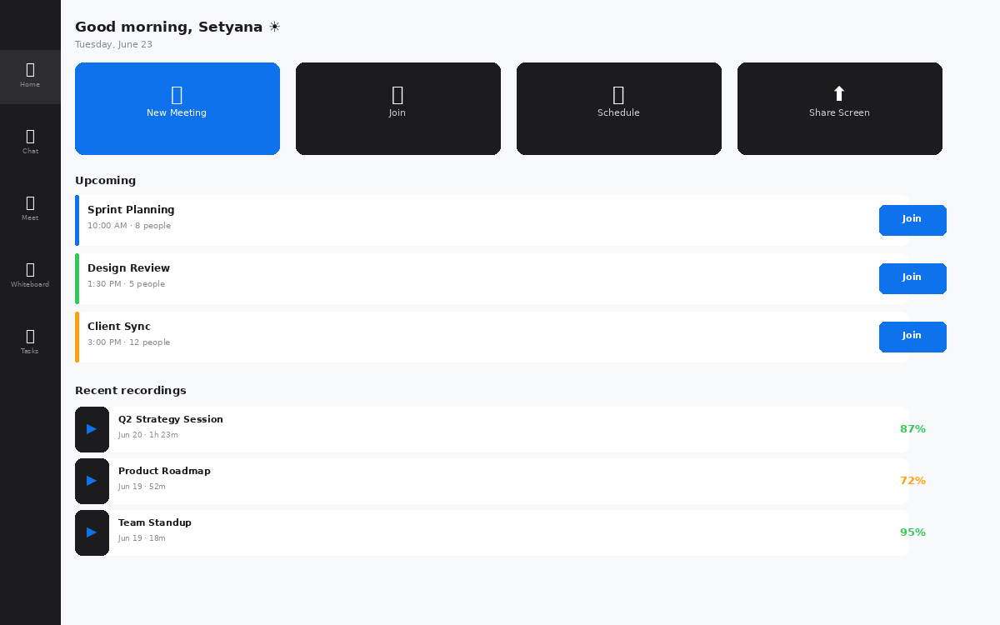 Good morning, Setyana ☀
Tuesday, June 23
Home
Chat
Meet
Whiteboard
Tasks
New Meeting
Join
Schedule
Share Screen
Upcoming
Sprint Planning
10:00 AM · 8 people
Join
Design Review
1:30 PM · 5 people
Join
Client Sync
3:00 PM · 12 people
Join
Recent recordings
Q2 Strategy Session
Jun 20 · 1h 23m
87%
Product Roadmap
Jun 19 · 52m
72%
Team Standup
Jun 19 · 18m
95%